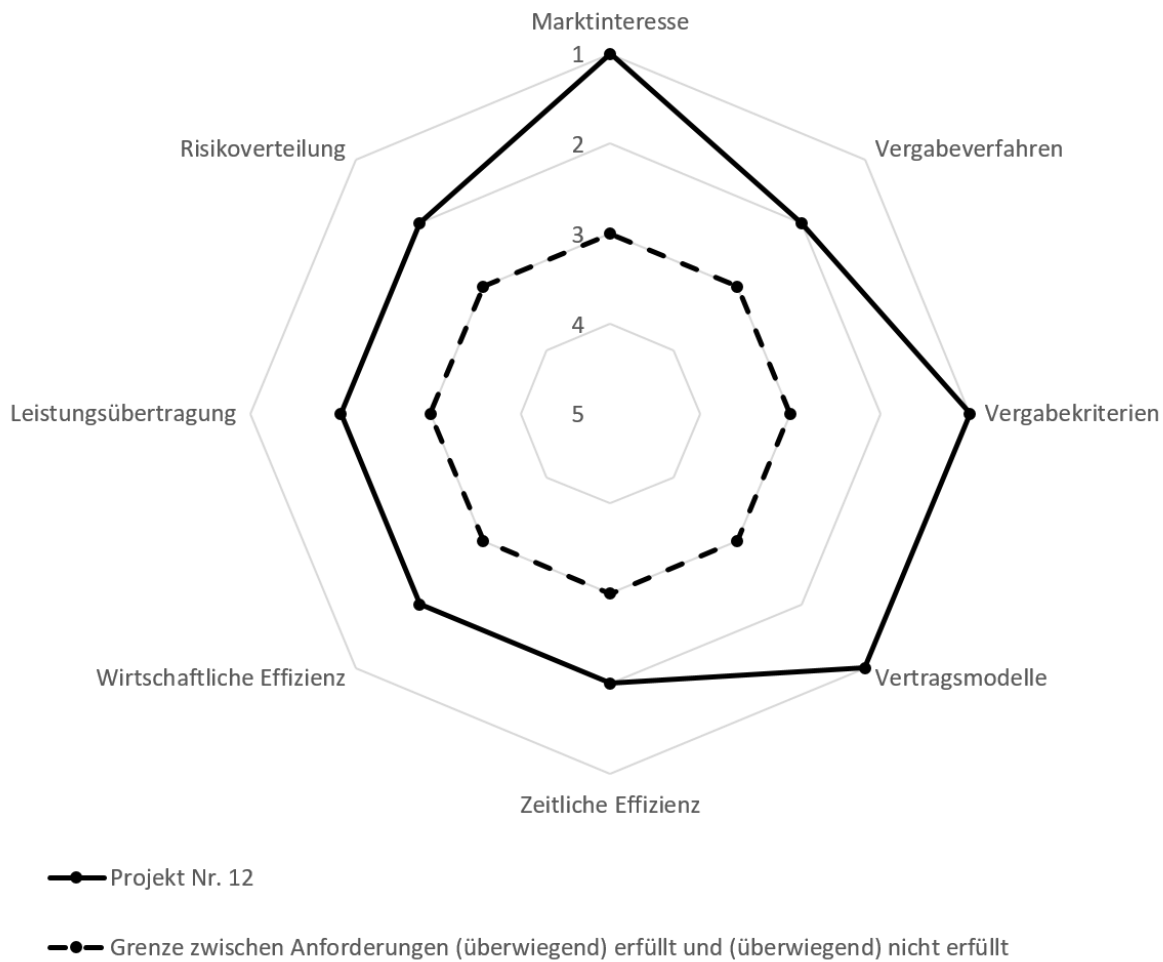 Marktinteresse
1
Risikoverteilung
2
Vergabeverfahren
3
4
Leistungsübertragung
5
Vergabekriterien
Wirtschaftliche Effizienz
Vertragsmodelle
Zeitliche Effizienz
Projekt Nr. 12
Grenze zwischen Anforderungen (überwiegend) erfüllt und (überwiegend) nicht erfüllt